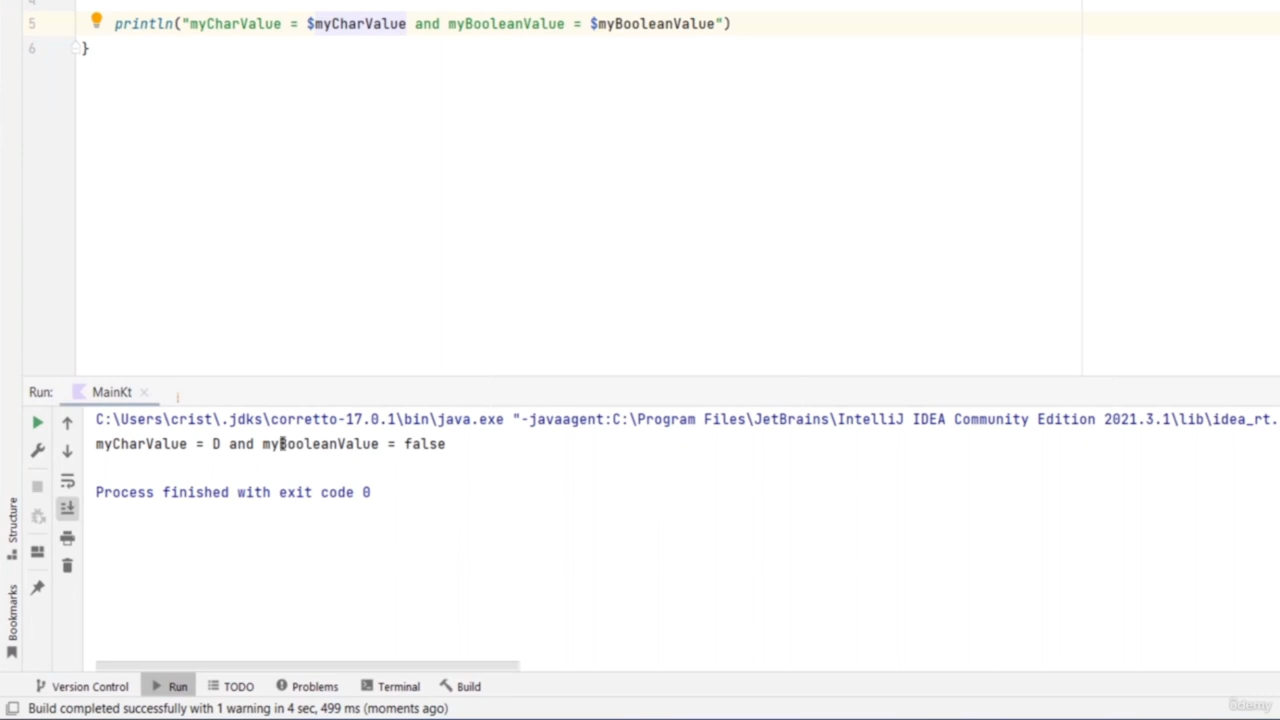 4
5 println("myCharValue = $myCharValue and myBooleanValue = $myBooleanValue")
6 }
Run: MainKt
C:\Users\crist\.jdks\corretto-17.0.1\bin\java.exe "-javaagent:C:\Program Files\JetBrains\IntelliJ IDEA Community Edition 2021.3.1\lib\idea_rt.
myCharValue = D and myBooleanValue = false
Process finished with exit code 0
Structure
Bookmarks
Version Control Run TODO Problems Terminal Build
Build completed successfully with 1 warning in 4 sec, 499 ms (moments ago)
ûdemy